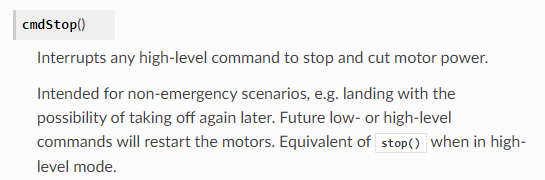 cmdStop()
Interrupts any high-level command to stop and cut motor power.
Intended for non-emergency scenarios, e.g. landing with the
possibility of taking off again later. Future low- or high-level
commands will restart the motors. Equivalent of stop() when in high-
level mode.